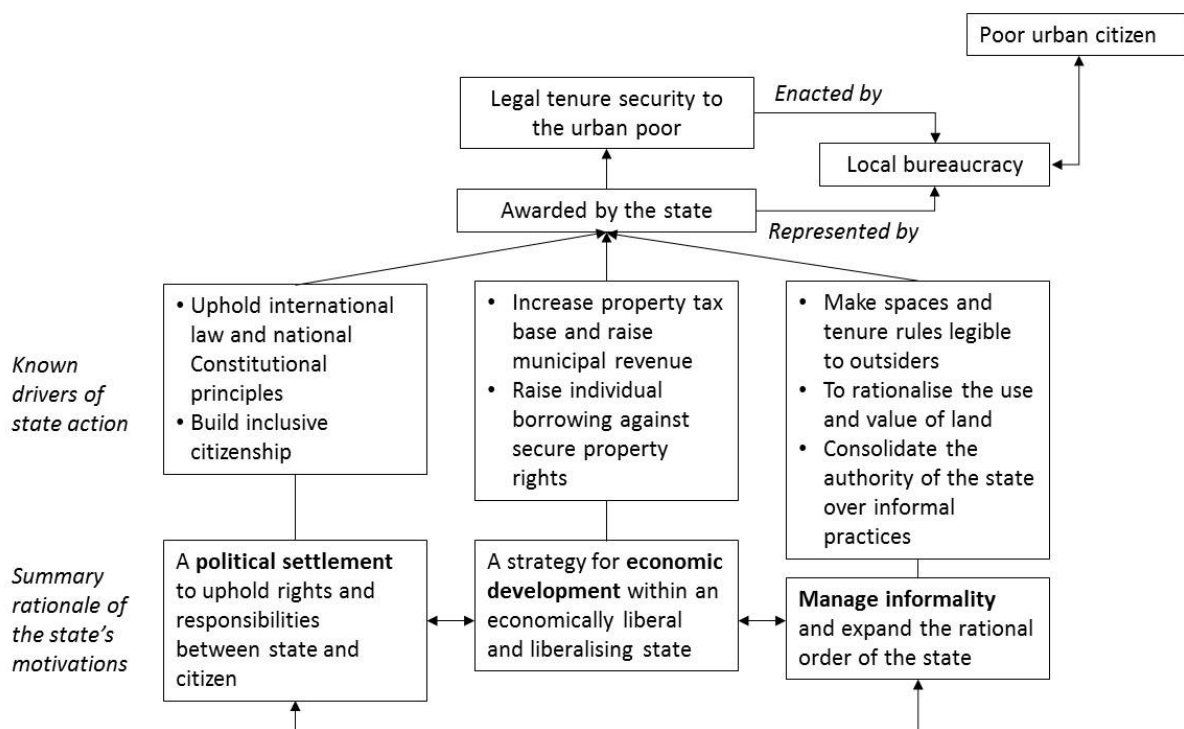 Poor urban citizen
Legal tenure security to
the urban poor
Enacted by
Local bureaucracy
Awarded by the state
Represented by
Known
drivers of
state action
• Uphold international
law and national
Constitutional
principles
• Build inclusive
citizenship
• Increase property tax
base and raise
municipal revenue
• Raise individual
borrowing against
secure property
rights
• Make spaces and
tenure rules legible
to outsiders
• To rationalise the use
and value of land
• Consolidate the
authority of the state
over informal
practices
Summary
rationale of
the state's
motivations
A political settlement
to uphold rights and
responsibilities
between state and
citizen
A strategy for economic
development within an
economically liberal
and liberalising state
Manage informality
and expand the rational
order of the state